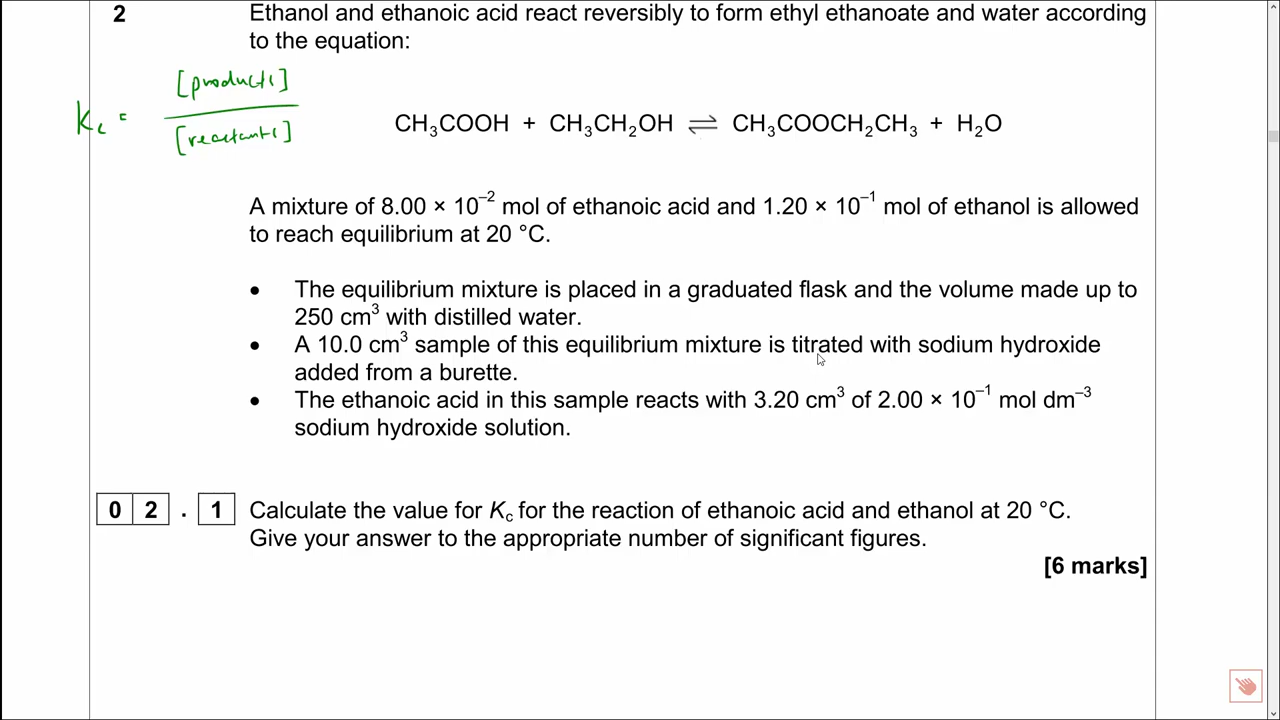 2 Ethanol and ethanoic acid react reversibly to form ethyl ethanoate and water according
to the equation:
K_c = [products] / [reactants]
CH₃COOH + CH₃CH₂OH ⇌ CH₃COOCH₂CH₃ + H₂O
A mixture of 8.00 × 10⁻² mol of ethanoic acid and 1.20 × 10⁻¹ mol of ethanol is allowed
to reach equilibrium at 20 °C.
• The equilibrium mixture is placed in a graduated flask and the volume made up to
250 cm³ with distilled water.
• A 10.0 cm³ sample of this equilibrium mixture is titrated with sodium hydroxide
added from a burette.
• The ethanoic acid in this sample reacts with 3.20 cm³ of 2.00 × 10⁻¹ mol dm⁻³
sodium hydroxide solution.
0 2 . 1 Calculate the value for K_c for the reaction of ethanoic acid and ethanol at 20 °C.
Give your answer to the appropriate number of significant figures.
[6 marks]